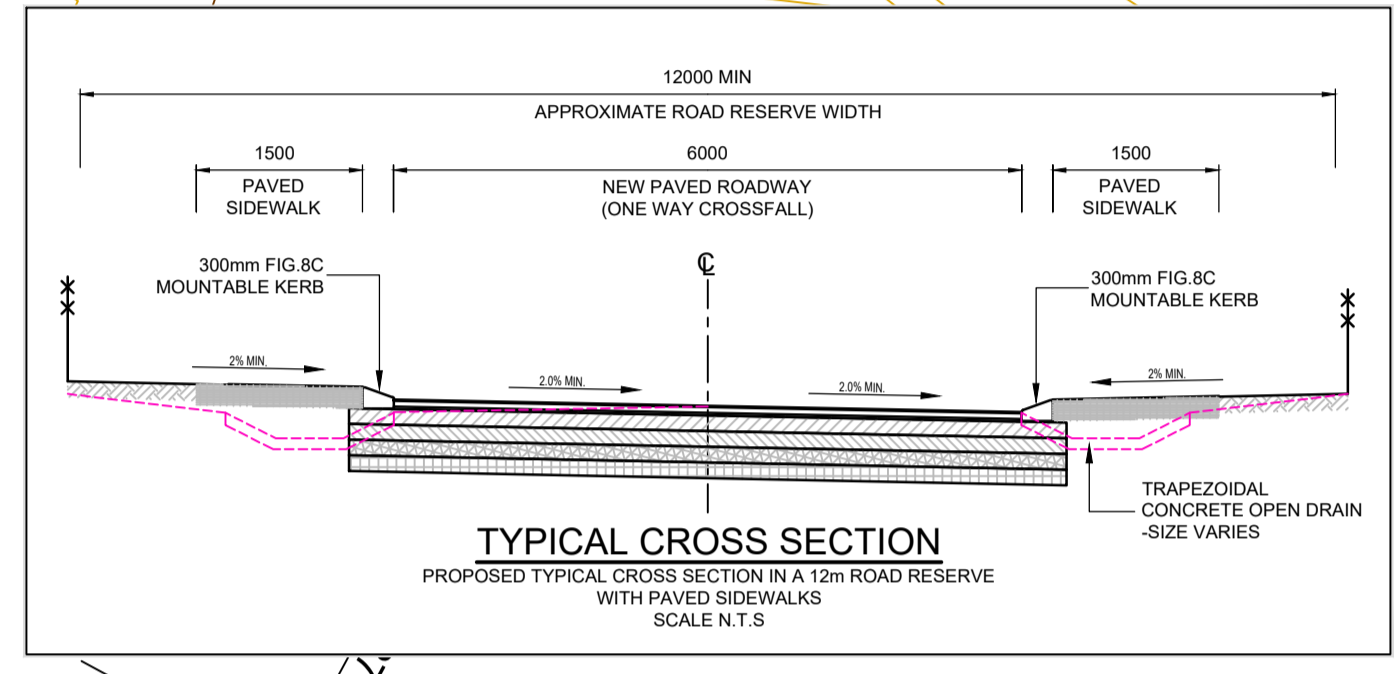 12000 MIN
APPROXIMATE ROAD RESERVE WIDTH
1500
PAVED
SIDEWALK
6000
NEW PAVED ROADWAY
(ONE WAY CROSSFALL)
1500
PAVED
SIDEWALK
300mm FIG.8C
MOUNTABLE KERB
℄
300mm FIG.8C
MOUNTABLE KERB
2% MIN.
2.0% MIN.
2.0% MIN.
2% MIN.
TRAPEZOIDAL
CONCRETE OPEN DRAIN
-SIZE VARIES
TYPICAL CROSS SECTION
PROPOSED TYPICAL CROSS SECTION IN A 12m ROAD RESERVE
WITH PAVED SIDEWALKS
SCALE N.T.S